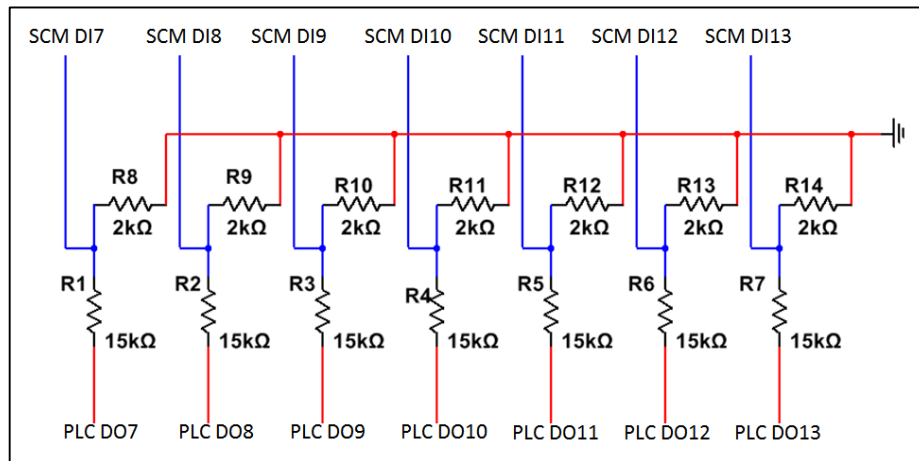 SCM DI7 SCM DI8 SCM DI9 SCM DI10 SCM DI11 SCM DI12 SCM DI13
R8 R9 R10 R11 R12 R13 R14
2kΩ 2kΩ 2kΩ 2kΩ 2kΩ 2kΩ 2kΩ
R1 R2 R3 R4 R5 R6 R7
15kΩ 15kΩ 15kΩ 15kΩ 15kΩ 15kΩ 15kΩ
PLC DO7 PLC DO8 PLC DO9 PLC DO10 PLC DO11 PLC DO12 PLC DO13